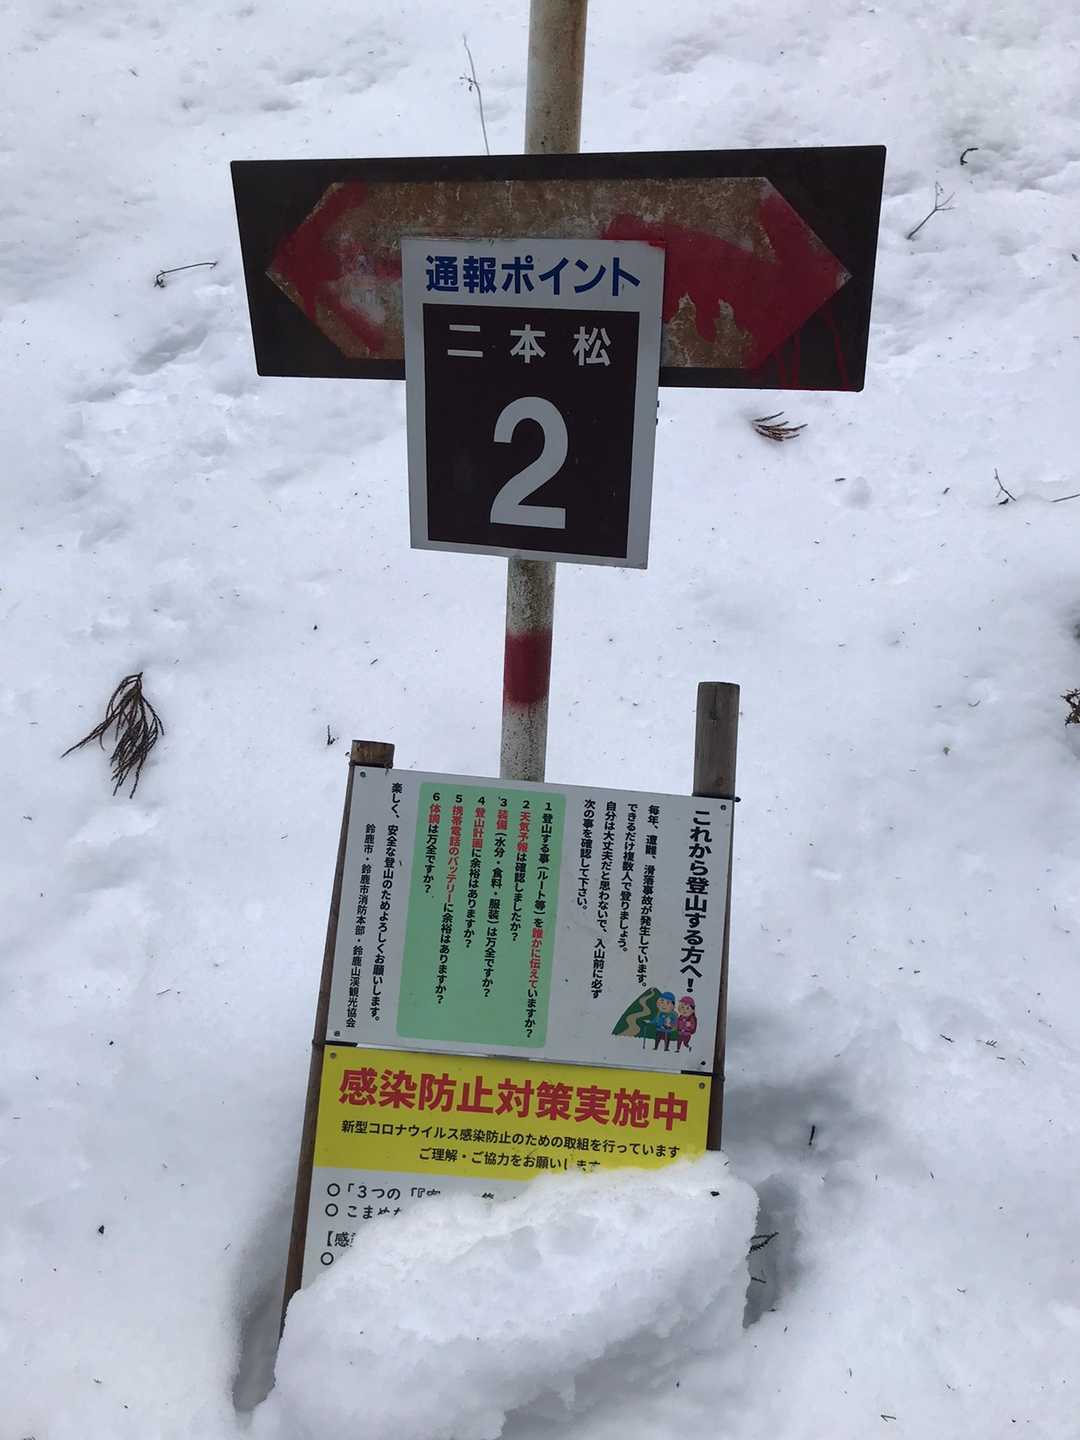 通報ポイント
二本松
2
これから登山する方へ！
毎年、遭難、滑落事故が発生しています。
できるだけ複数人で登りましょう。
自分は大丈夫だと思わないで、入山前に必ず
次の事を確認して下さい。
１ 登山する事（ルート等）を誰かに伝えていますか？
２ 天気予報は確認しましたか？
３ 装備（水分・食料・服装）は万全ですか？
４ 登山計画に余裕はありますか？
５ 携帯電話のバッテリーに余裕はありますか？
６ 体調は万全ですか？
楽しく、安全な登山のためよろしくお願いします。
鈴鹿市・鈴鹿市消防本部・鈴鹿山渓観光協会
感染防止対策実施中
新型コロナウイルス感染防止のための取組を行っています
ご理解・ご協力をお願いします
○「３つの「『密
○ こまめな
【感染
○